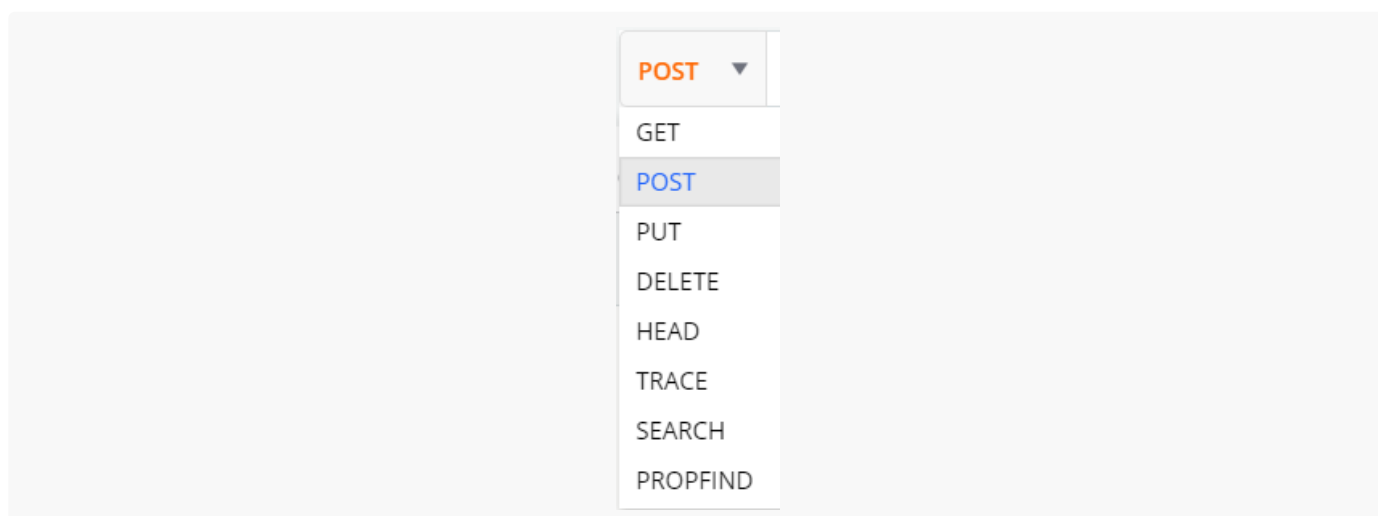 POST
GET
POST
PUT
DELETE
HEAD
TRACE
SEARCH
PROPFIND